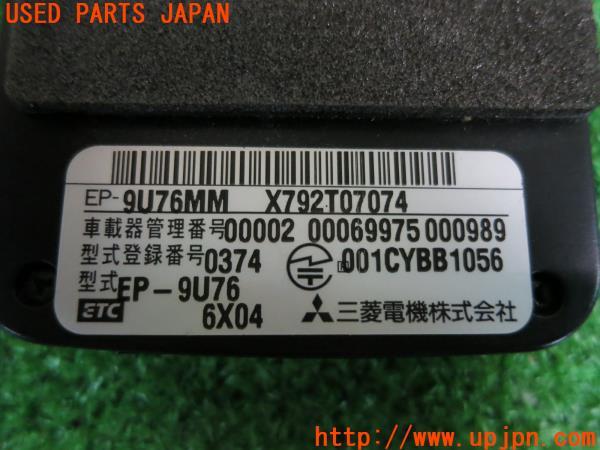 USED PARTS JAPAN
EP-9U76MM X792T07074
車載器管理番号00002 00069975 000989
型式登録番号0374 001CYBB1056
型式EP-9U76
ETC 6X04 三菱電機株式会社
http://www.upjpn.com/